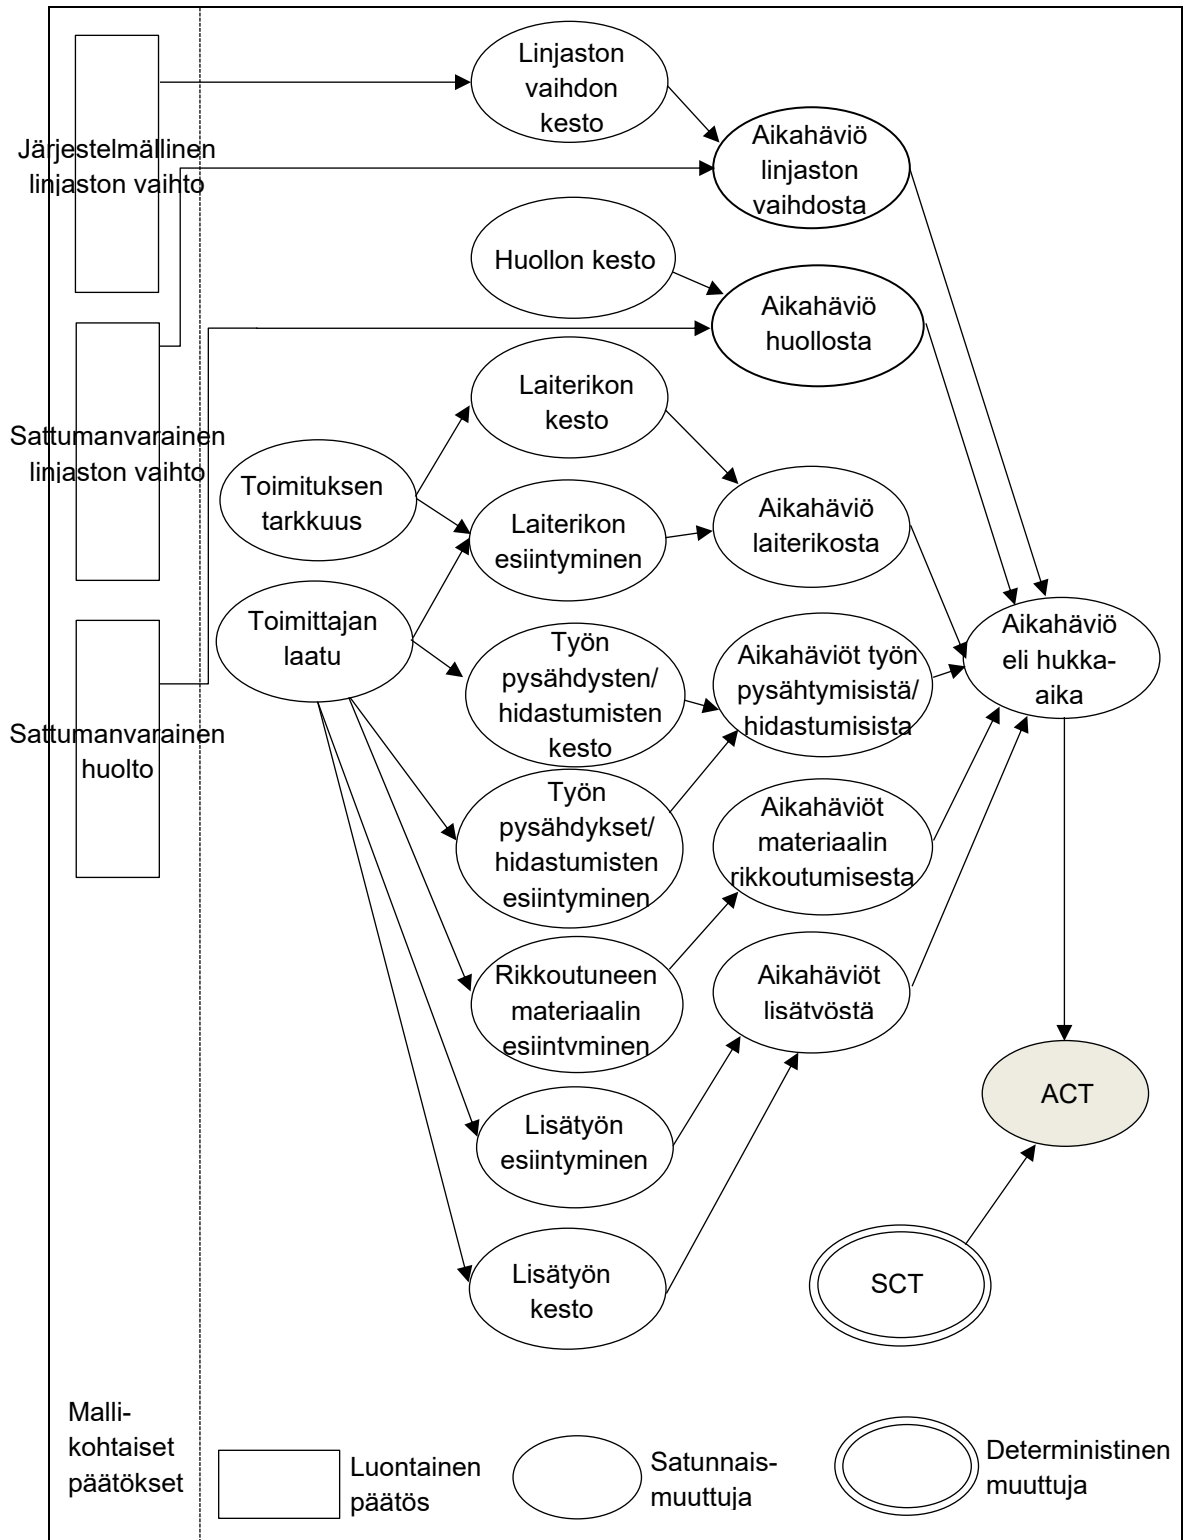 Linjaston
vaihdon
kesto
Järjestelmällinen
linjaston vaihto
Aikahäviö
linjaston
vaihdosta
Huollon kesto
Aikahäviö
huollosta
Laiterikon
kesto
Sattumanvarainen
linjaston vaihto
Toimituksen
tarkkuus
Laiterikon
esiintyminen
Aikahäviö
laiterikosta
Toimittajan
laatu
Työn
pysähdysten/
hidastumisten
kesto
Aikahäviöt työn
pysähtymisistä/
hidastumisista
Aikahäviö
eli hukka-
aika
Sattumanvarainen
huolto
Työn
pysähdykset/
hidastumisten
esiintyminen
Aikahäviöt
materiaalin
rikkoutumisesta
Rikkoutuneen
materiaalin
esiintyminen
Aikahäviöt
lisätyöstä
ACT
Lisätyön
esiintyminen
Lisätyön
kesto
SCT
Malli-
kohtaiset
päätökset
Luontainen
päätös
Satunnais-
muuttuja
Deterministinen
muuttuja